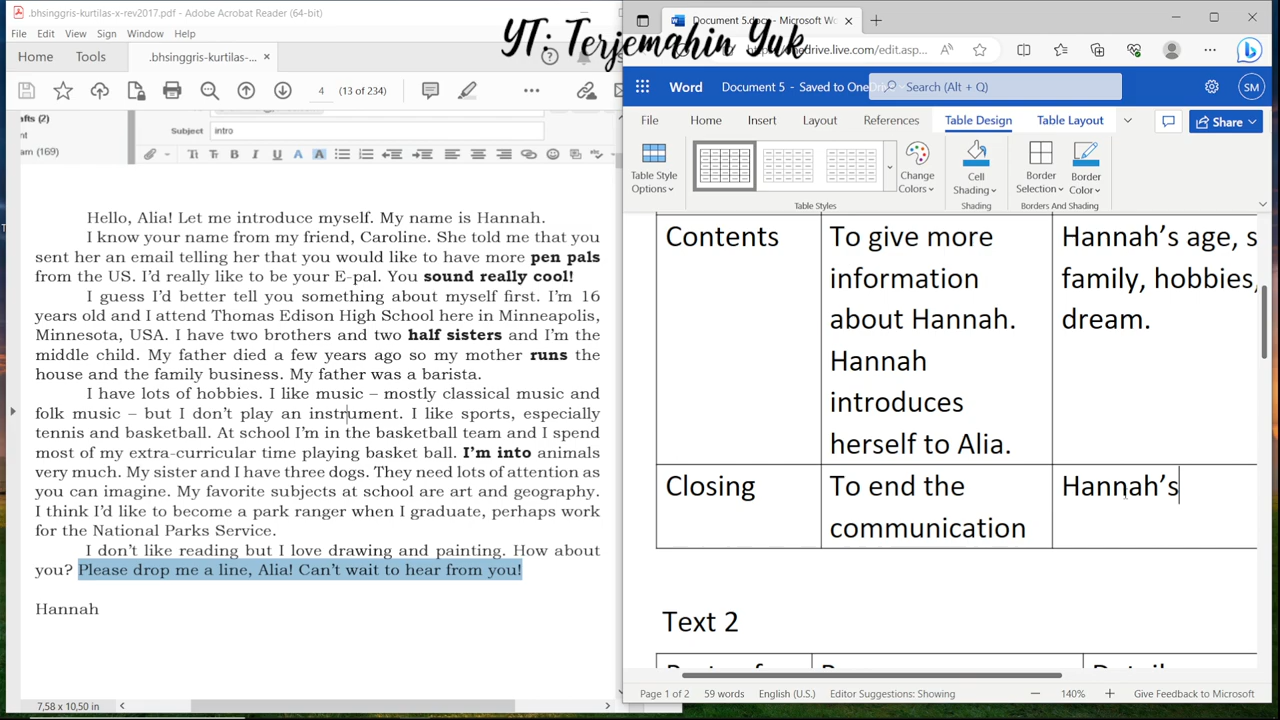 .bhsinggris-kurtilas-x-rev2017.pdf - Adobe Acrobat Reader (64-bit)
File Edit View Sign Window Help
Home Tools
.bhsinggris-kurtilas-...
4 (13 of 234)
afts (2)
nt
am (169)
Subject intro
Hello, Alia! Let me introduce myself. My name is Hannah.
I know your name from my friend, Caroline. She told me that you
sent her an email telling her that you would like to have more pen pals
from the US. I'd really like to be your E-pal. You sound really cool!
I guess I'd better tell you something about myself first. I'm 16
years old and I attend Thomas Edison High School here in Minneapolis,
Minnesota, USA. I have two brothers and two half sisters and I'm the
middle child. My father died a few years ago so my mother runs the
house and the family business. My father was a barista.
I have lots of hobbies. I like music – mostly classical music and
folk music – but I don't play an instrument. I like sports, especially
tennis and basketball. At school I'm in the basketball team and I spend
most of my extra-curricular time playing basket ball. I'm into animals
very much. My sister and I have three dogs. They need lots of attention as
you can imagine. My favorite subjects at school are art and geography.
I think I'd like to become a park ranger when I graduate, perhaps work
for the National Parks Service.
I don't like reading but I love drawing and painting. How about
you? Please drop me a line, Alia! Can't wait to hear from you!
Hannah
7,58 x 10,50 in
YT: Terjemahin Yuk
Document 5.docx - Microsoft Wo
onedrive.live.com/edit.asp...
Word Document 5 - Saved to OneDrive
Search (Alt + Q)
SM
File Home Insert Layout References Table Design Table Layout
Share
Table Style
Options
Change
Colors
Cell
Shading
Border
Selection
Border
Color
Table Styles
Shading
Borders And Shading
Contents
To give more
information
about Hannah.
Hannah
introduces
herself to Alia.
Hannah's age, s
family, hobbies,
dream.
Closing
To end the
communication
Hannah's
Text 2
Page 1 of 2 59 words English (U.S.) Editor Suggestions: Showing 140% Give Feedback to Microsoft